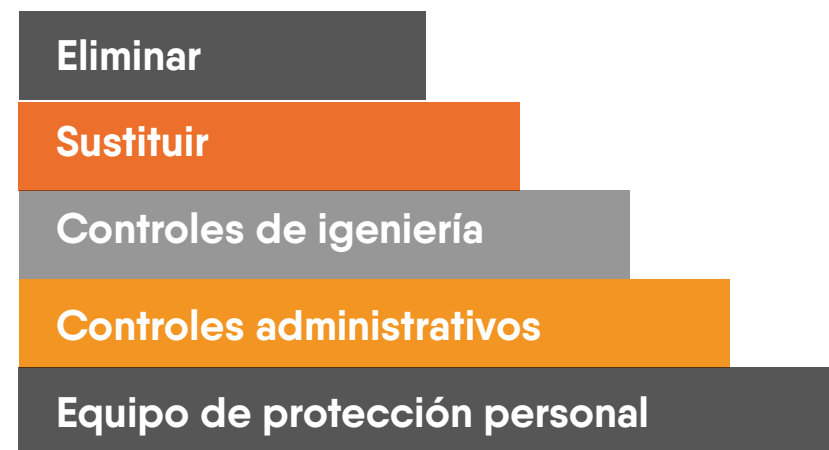 Eliminar
Sustituir
Controles de igeniería
Controles administrativos
Equipo de protección personal